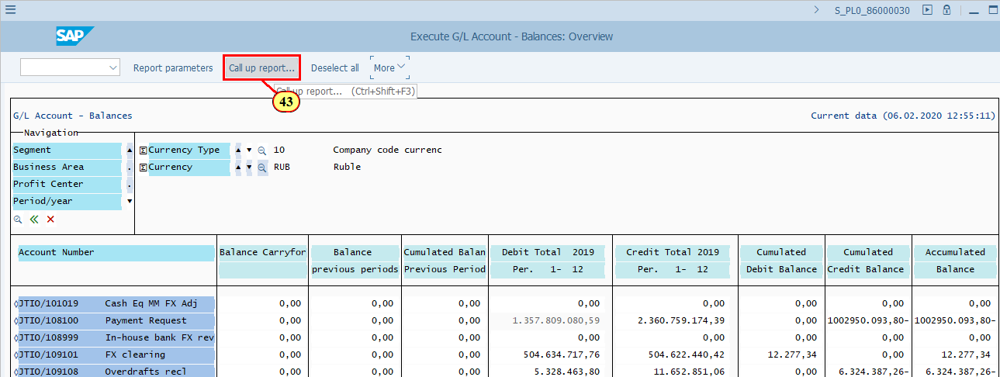 S_PL0_86000030
SAP
Execute G/L Account - Balances: Overview
Report parameters Call up report... Deselect all More
Call up report... (Ctrl+Shift+F3)
43
G/L Account - Balances Current data (06.02.2020 12:55:11)
Navigation
Segment Currency Type 10 Company code currenc
Business Area Currency RUB Ruble
Profit Center
Period/year
Account Number Balance Carryfor Balance Cumulated Balan Debit Total 2019 Credit Total 2019 Cumulated Cumulated Accumulated
previous periods Previous Period Per. 1- 12 Per. 1- 12 Debit Balance Credit Balance Balance
JTIO/101019 Cash Eq MM FX Adj 0,00 0,00 0,00 0,00 0,00 0,00 0,00 0,00
JTIO/108100 Payment Request 0,00 0,00 0,00 1.357.809.080,59 2.360.759.174,39 0,00 1002950.093,80- 1002950.093,80-
JTIO/108999 In-house bank FX rev 0,00 0,00 0,00 0,00 0,00 0,00 0,00 0,00
JTIO/109101 FX clearing 0,00 0,00 0,00 504.634.717,76 504.622.440,42 12.277,34 0,00 12.277,34
JTIO/109108 Overdrafts recl 0,00 0,00 0,00 5.328.463,80 11.652.851,06 0,00 6.324.387,26- 6.324.387,26-